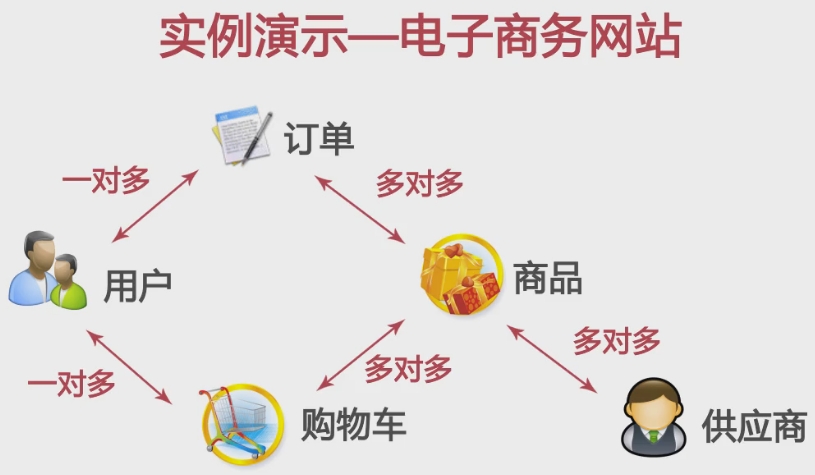 实例演示—电子商务网站
订单
一对多
多对多
用户
商品
一对多
多对多
多对多
购物车
供应商